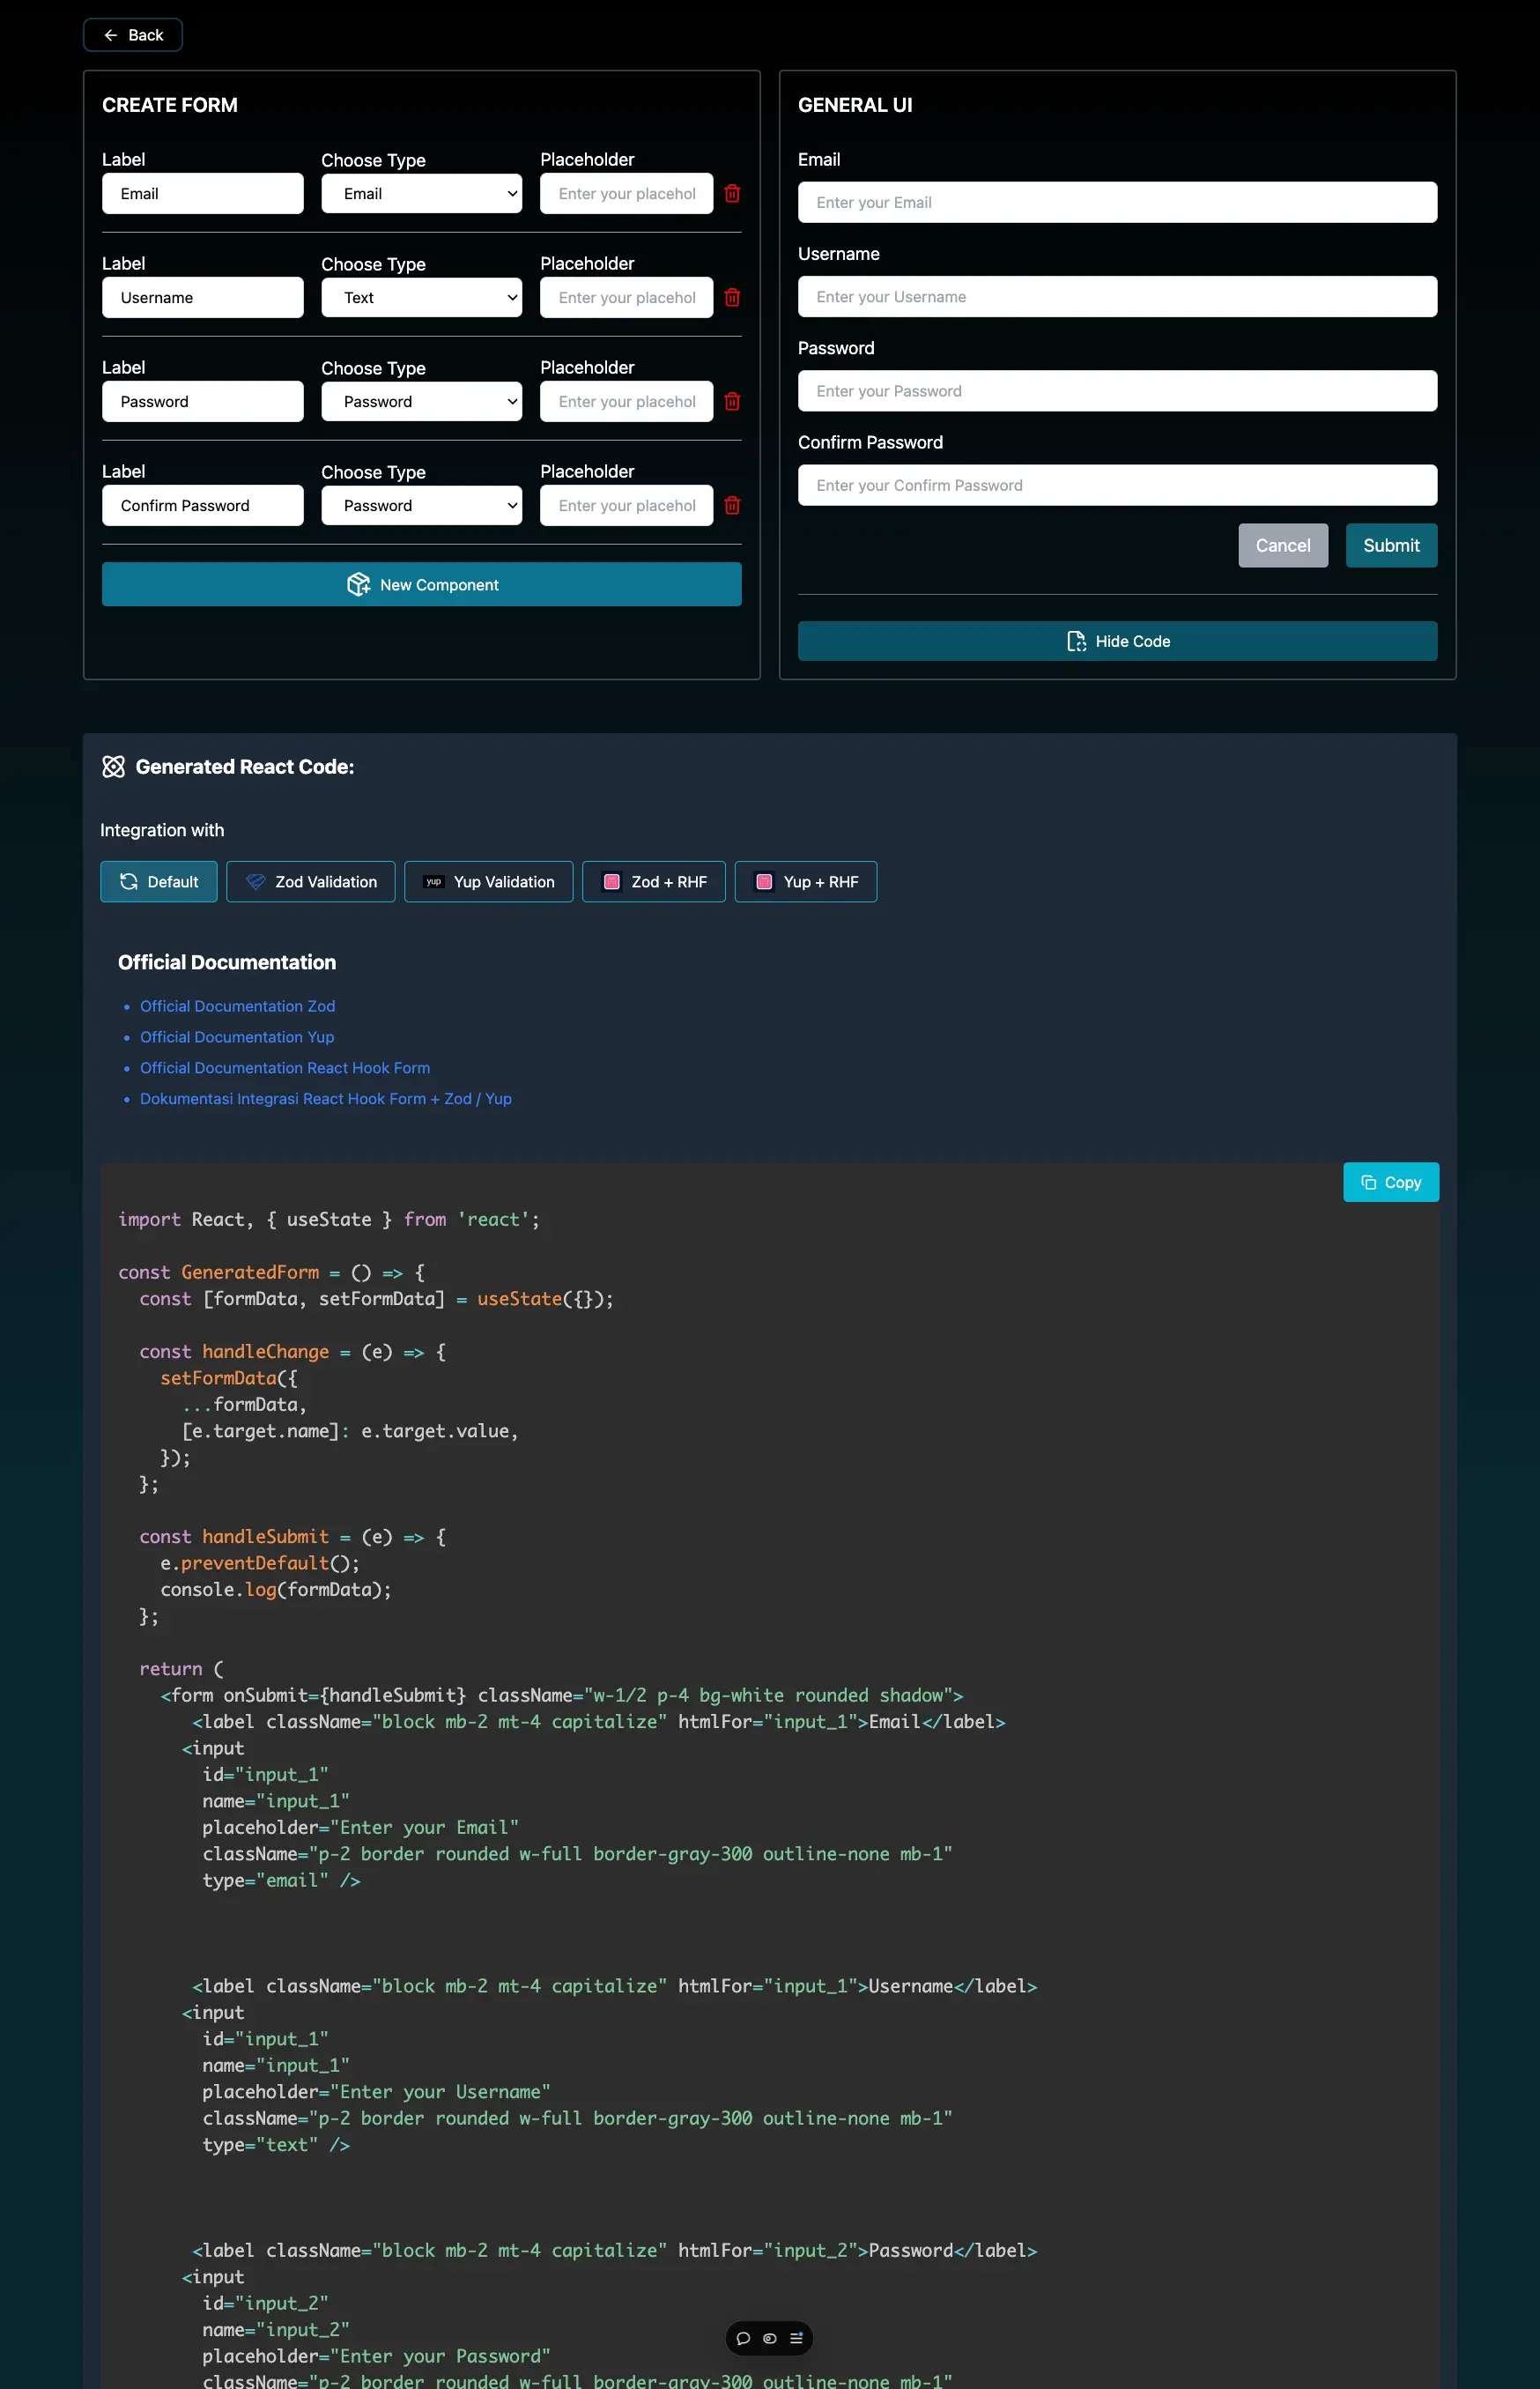 Back
CREATE FORM
Label
Choose Type
Placeholder
Email
Email
Enter your placehol
Label
Choose Type
Placeholder
Username
Text
Enter your placehol
Label
Choose Type
Placeholder
Password
Password
Enter your placehol
Label
Choose Type
Placeholder
Confirm Password
Password
Enter your placehol
New Component
GENERAL UI
Email
Enter your Email
Username
Enter your Username
Password
Enter your Password
Confirm Password
Enter your Confirm Password
Cancel
Submit
Hide Code
Generated React Code:
Integration with
Default
Zod Validation
yup
Yup Validation
Zod + RHF
Yup + RHF
Official Documentation
• Official Documentation Zod
• Official Documentation Yup
• Official Documentation React Hook Form
• Dokumentasi Integrasi React Hook Form + Zod / Yup
Copy
import React, { useState } from 'react';
const GeneratedForm = () => {
const [formData, setFormData] = useState({});
const handleChange = (e) => {
setFormData({
...formData,
[e.target.name]: e.target.value,
});
};
const handleSubmit = (e) => {
e.preventDefault();
console.log(formData);
};
return (
<form onSubmit={handleSubmit} className="w-1/2 p-4 bg-white rounded shadow">
<label className="block mb-2 mt-4 capitalize" htmlFor="input_1">Email</label>
<input
id="input_1"
name="input_1"
placeholder="Enter your Email"
className="p-2 border rounded w-full border-gray-300 outline-none mb-1"
type="email" />
<label className="block mb-2 mt-4 capitalize" htmlFor="input_1">Username</label>
<input
id="input_1"
name="input_1"
placeholder="Enter your Username"
className="p-2 border rounded w-full border-gray-300 outline-none mb-1"
type="text" />
<label className="block mb-2 mt-4 capitalize" htmlFor="input_2">Password</label>
<input
id="input_2"
name="input_2"
placeholder="Enter your Password"
className="p-2 border rounded w-full border-gray-300 outline-none mb-1"